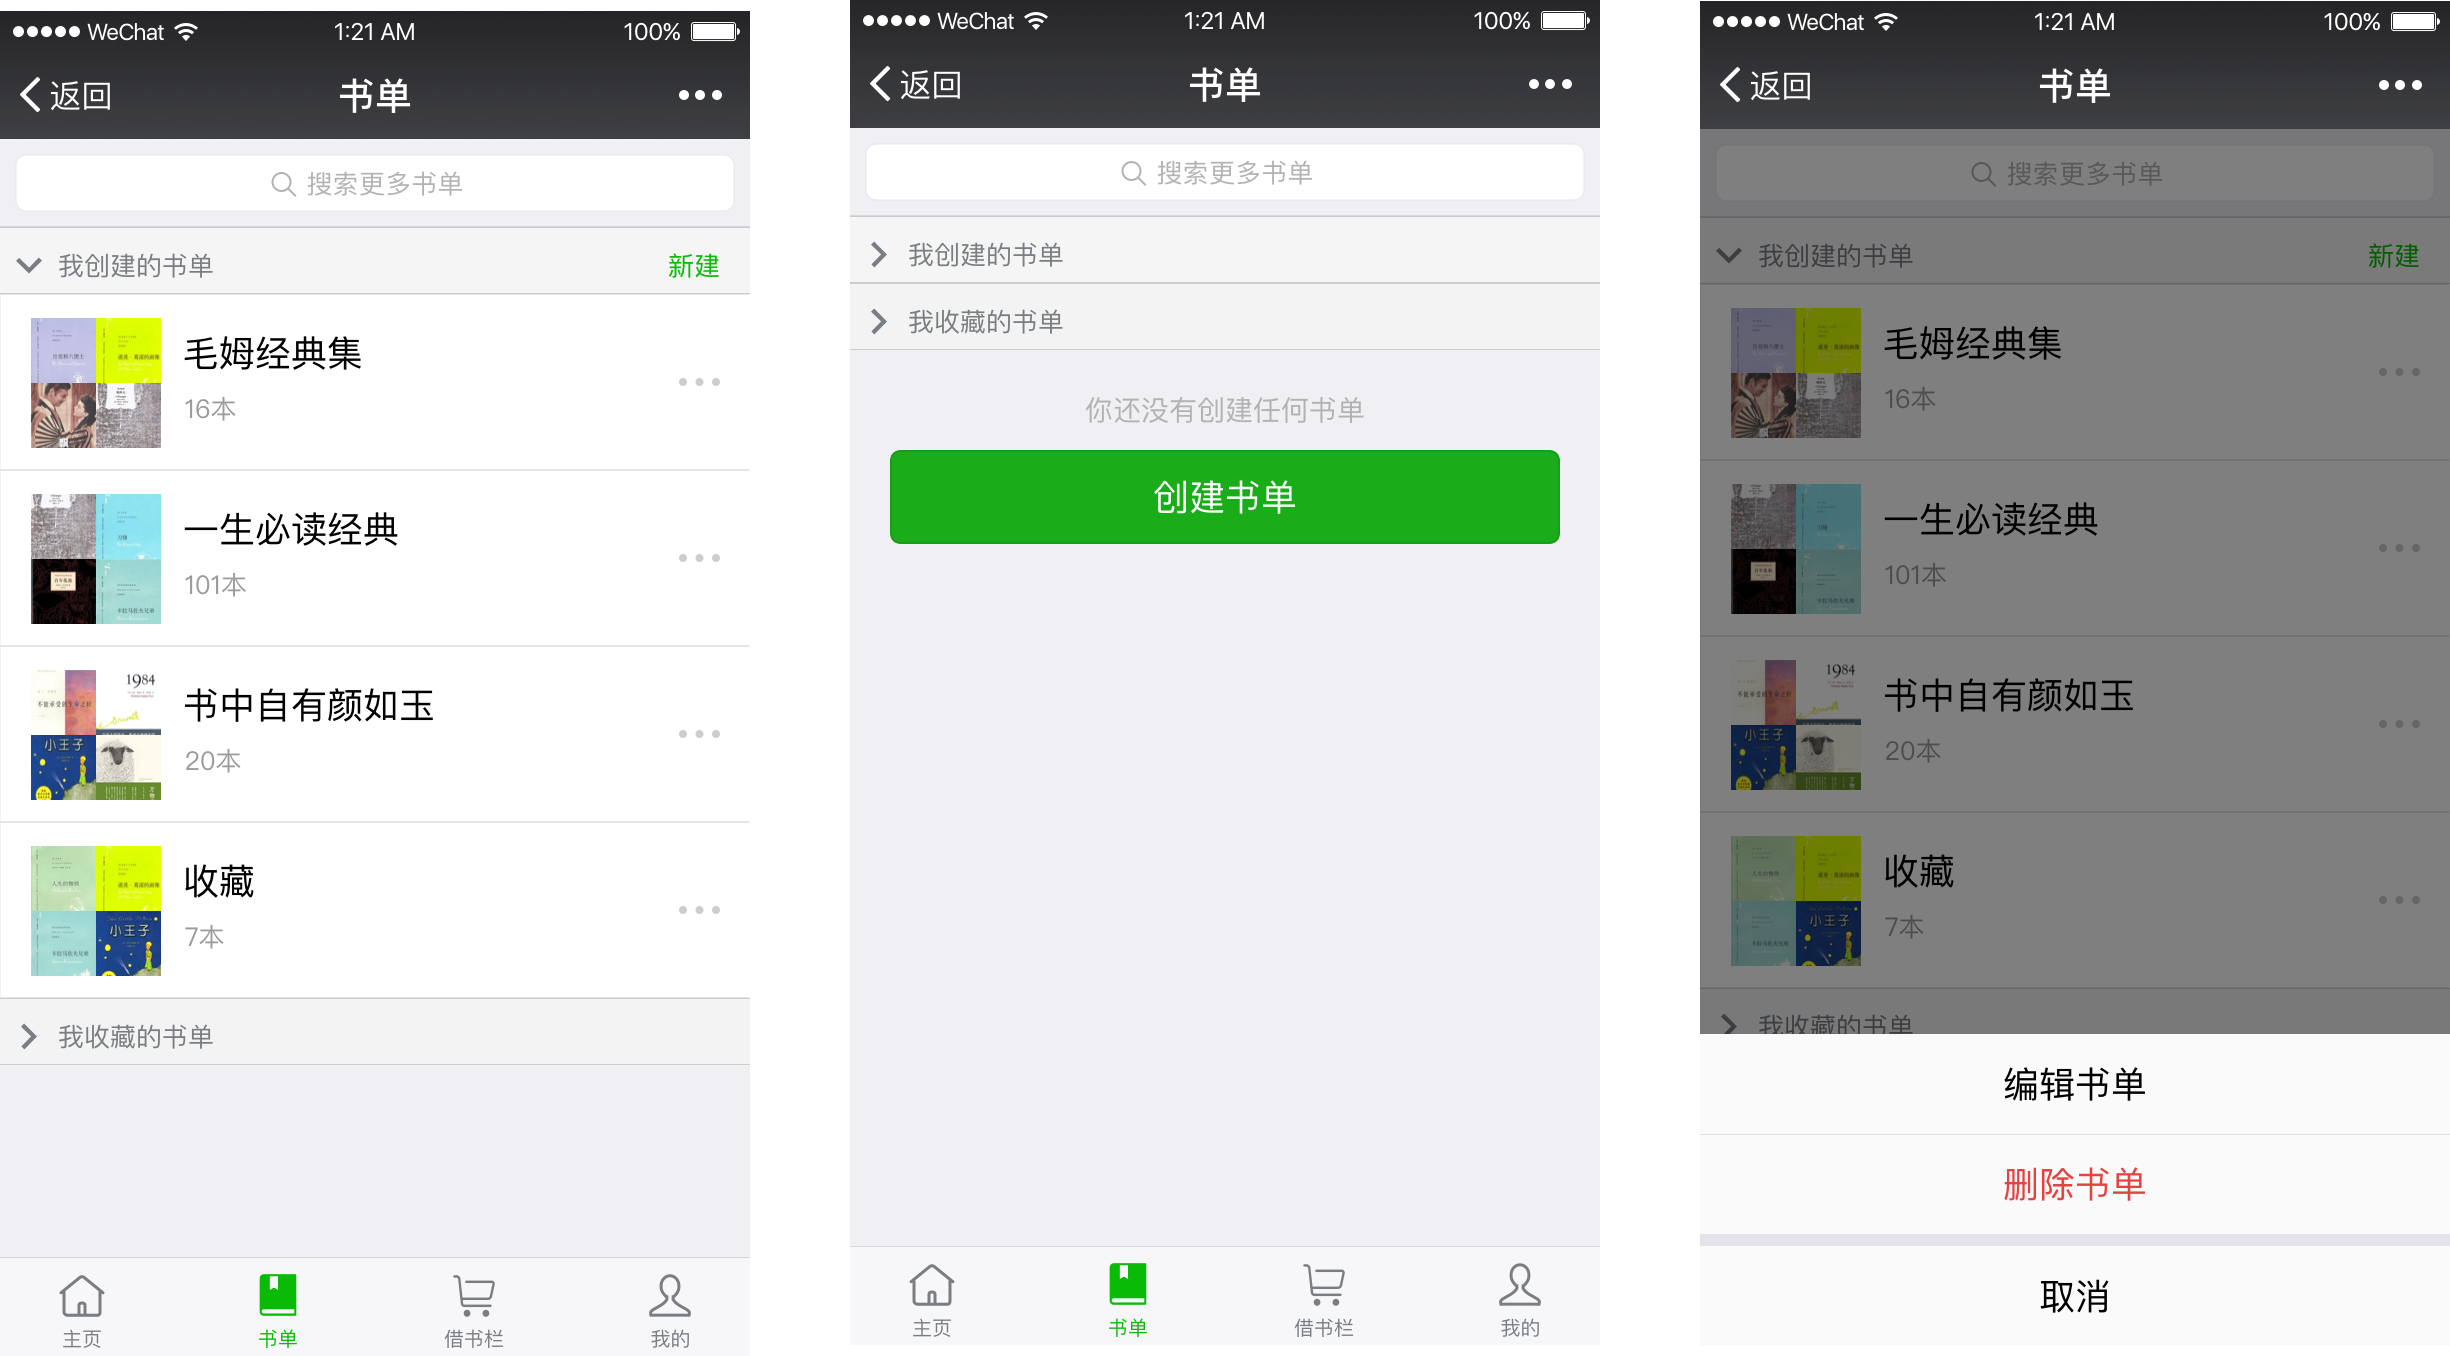 WeChat 1:21 AM 100%
返回 书单
搜索更多书单
我创建的书单 新建
毛姆经典集
16本
一生必读经典
101本
书中自有颜如玉
1984
小王子
20本
收藏
小王子
7本
我收藏的书单
主页 书单 借书栏 我的
WeChat 1:21 AM 100%
返回 书单
搜索更多书单
我创建的书单
我收藏的书单
你还没有创建任何书单
创建书单
主页 书单 借书栏 我的
WeChat 1:21 AM 100%
返回 书单
搜索更多书单
我创建的书单 新建
毛姆经典集
16本
一生必读经典
101本
书中自有颜如玉
1984
小王子
20本
收藏
小王子
7本
我收藏的书单
编辑书单
删除书单
取消